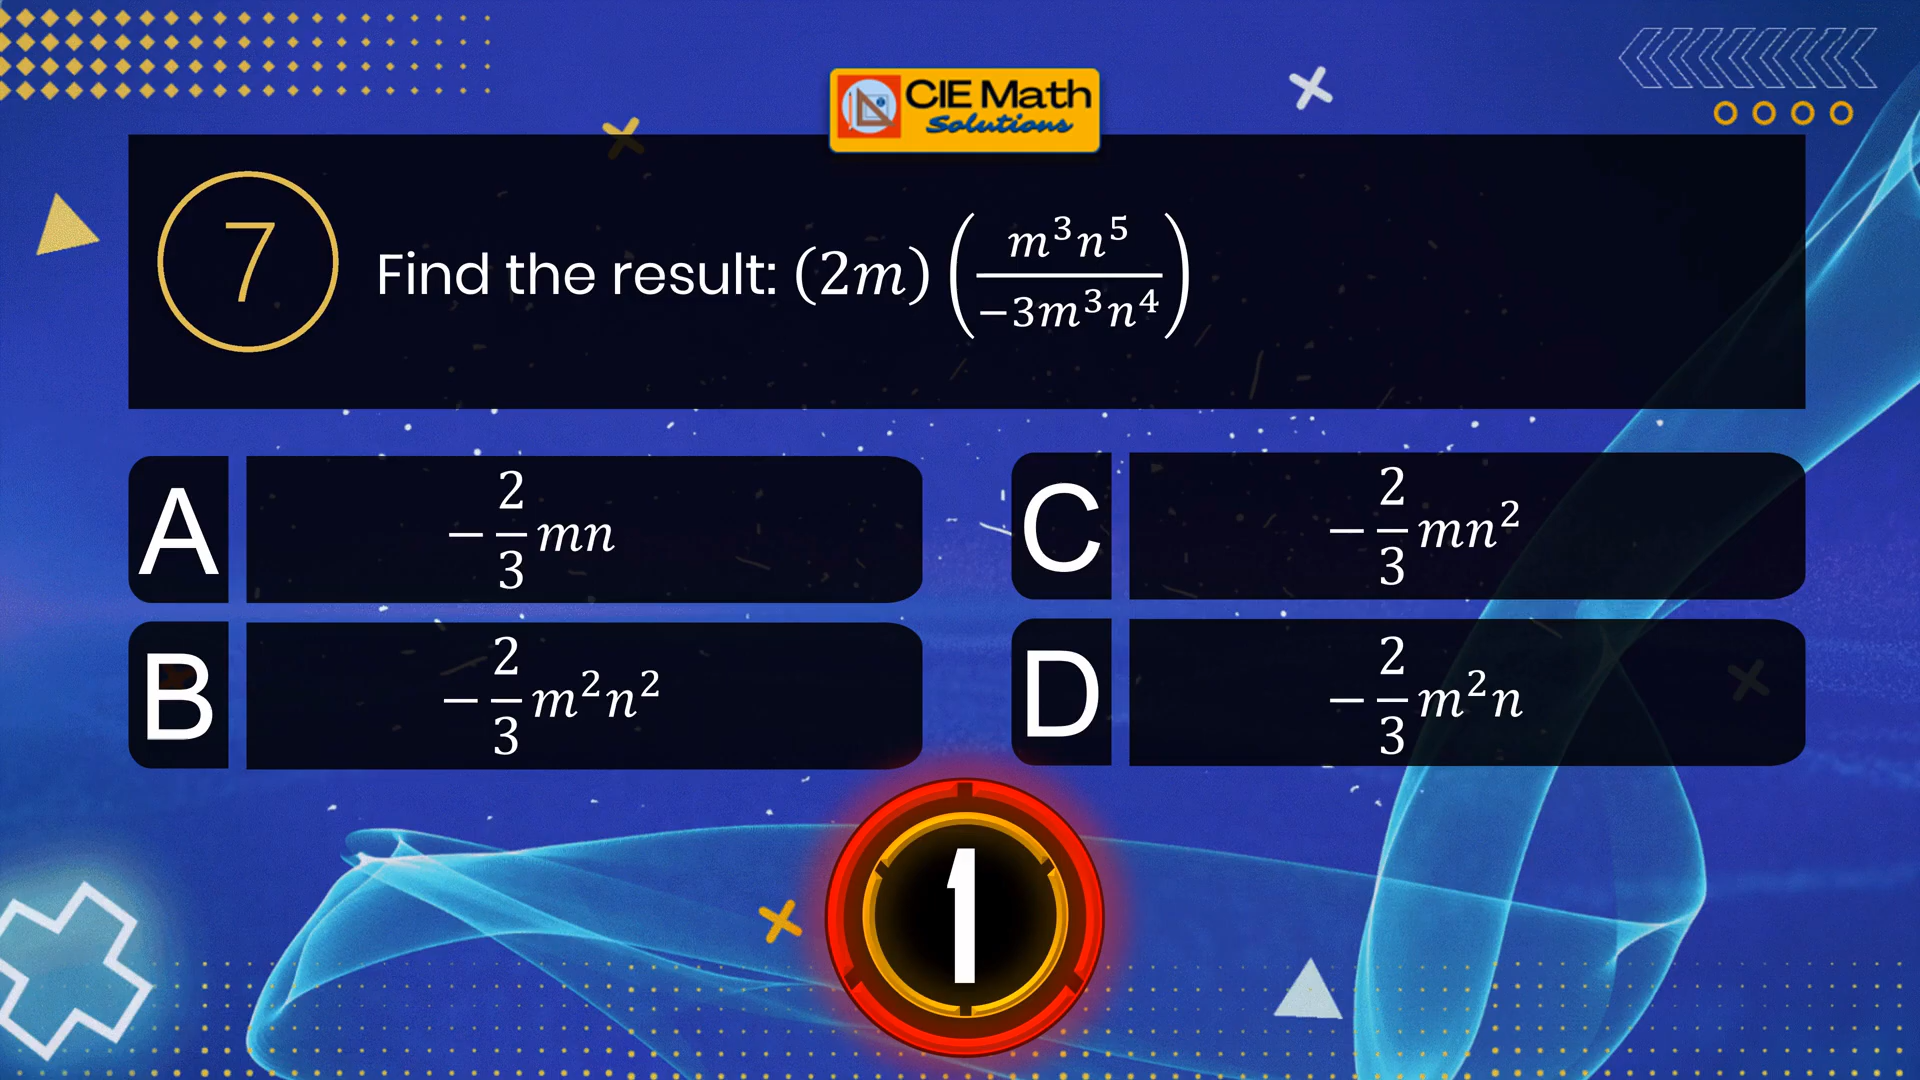 CIE Math
Solutions
7
Find the result: (2m) (m³n⁵ / −3m³n⁴)
A
−2/3 mn
B
−2/3 m²n²
C
−2/3 mn²
D
−2/3 m²n
1